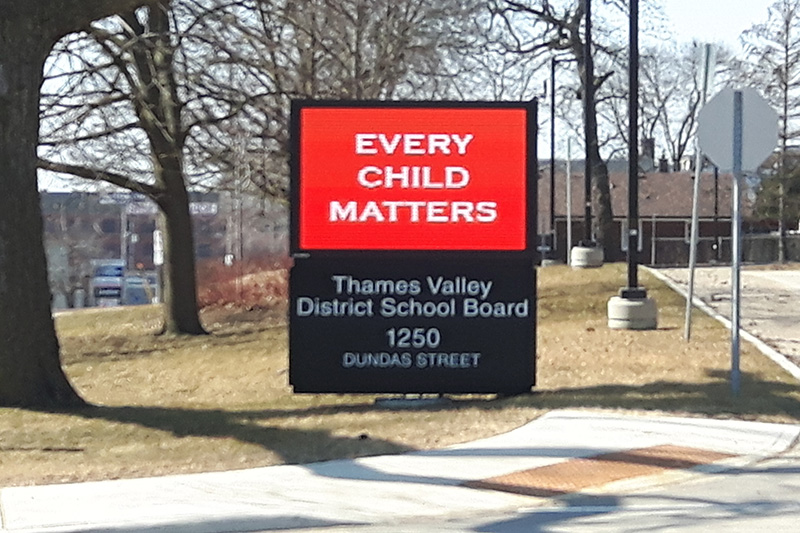 EVERY
CHILD
MATTERS
Thames Valley
District School Board
1250
DUNDAS STREET